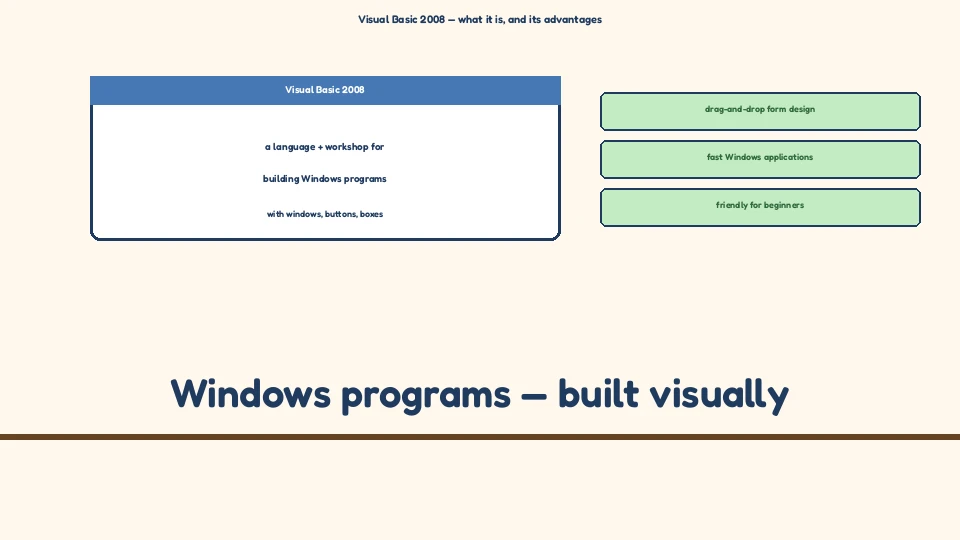 Visual Basic 2008 — what it is, and its advantages
Visual Basic 2008
a language + workshop for
building Windows programs
with windows, buttons, boxes
drag-and-drop form design
fast Windows applications
friendly for beginners
Windows programs — built visually